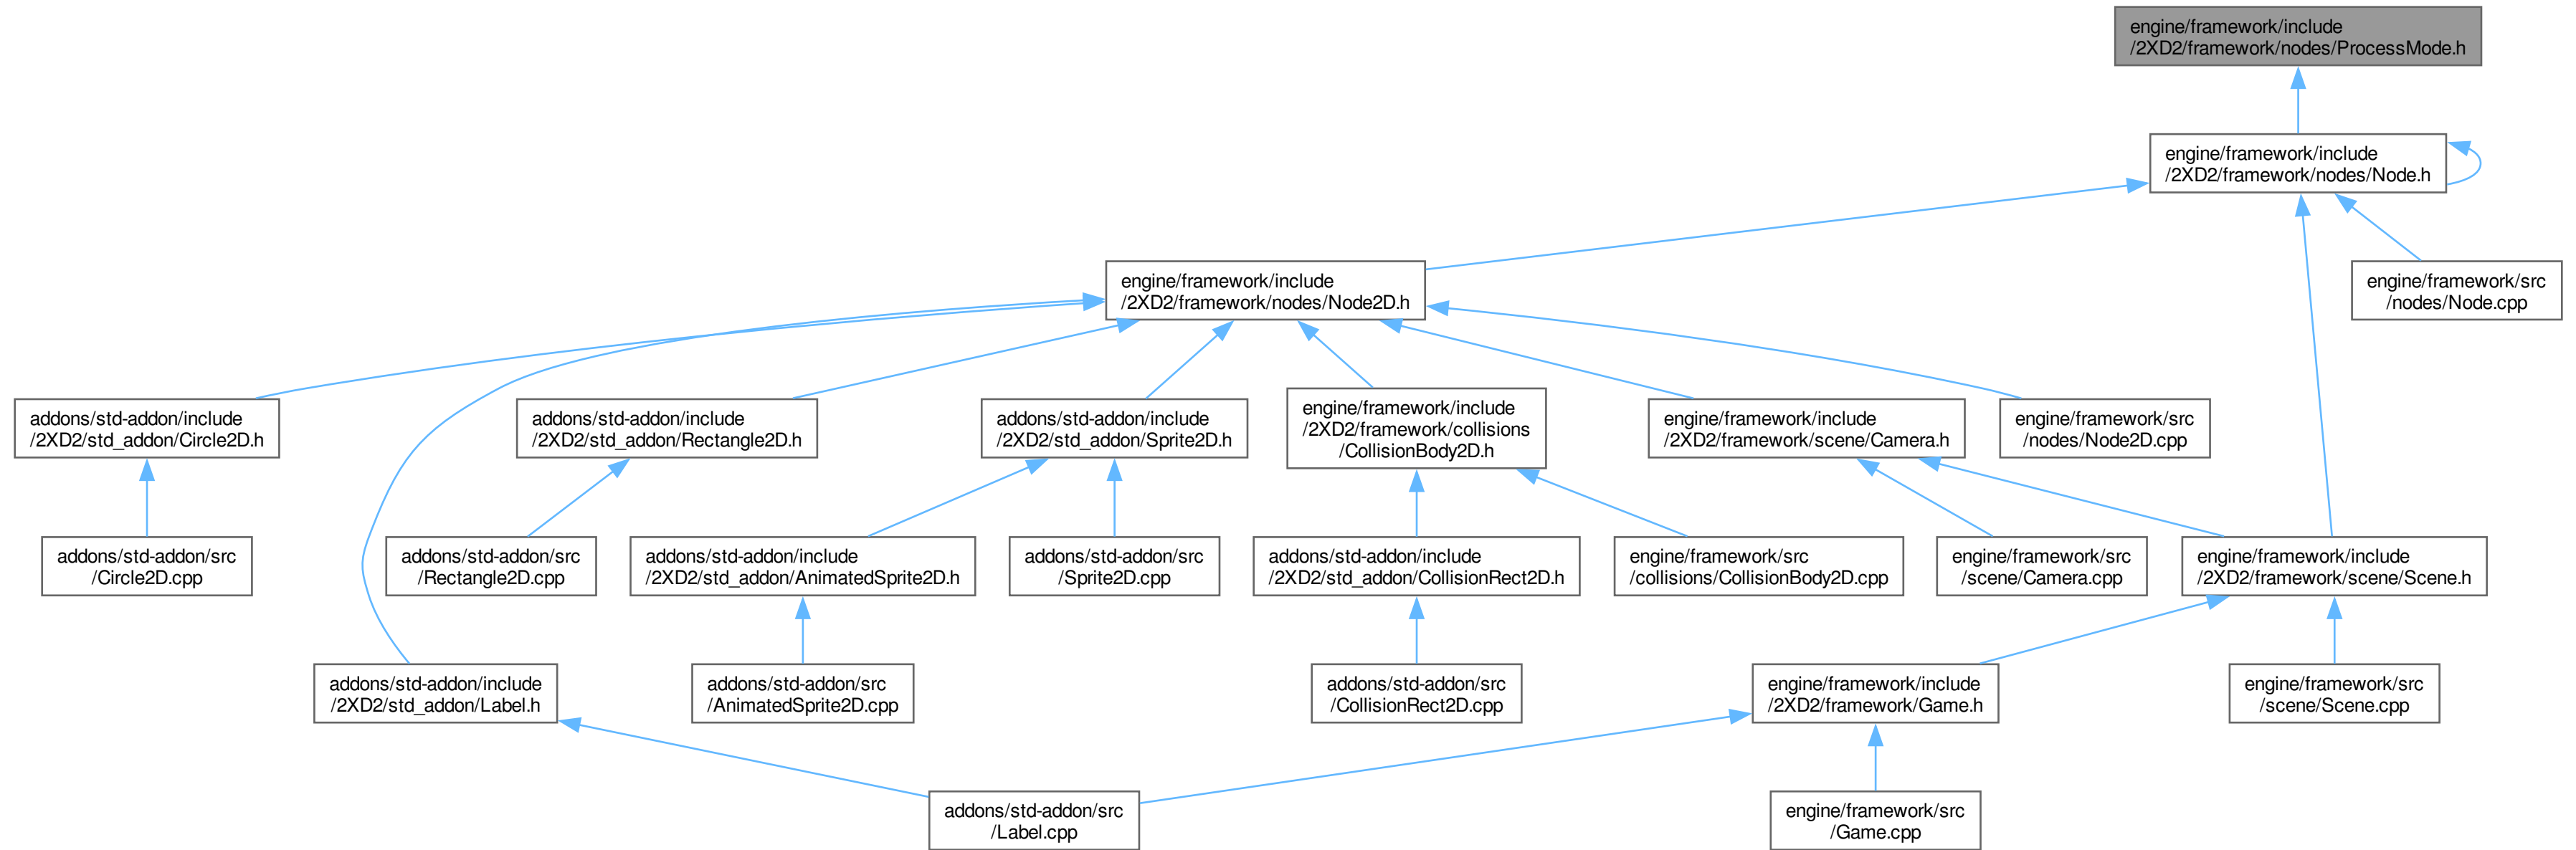 engine/framework/include
/2XD2/framework/nodes/ProcessMode.h
engine/framework/include
/2XD2/framework/nodes/Node.h
engine/framework/include
/2XD2/framework/nodes/Node2D.h
engine/framework/src
/nodes/Node.cpp
addons/std-addon/include
/2XD2/std_addon/Circle2D.h
addons/std-addon/include
/2XD2/std_addon/Rectangle2D.h
addons/std-addon/include
/2XD2/std_addon/Sprite2D.h
engine/framework/include
/2XD2/framework/collisions
/CollisionBody2D.h
engine/framework/include
/2XD2/framework/scene/Camera.h
engine/framework/src
/nodes/Node2D.cpp
addons/std-addon/src
/Circle2D.cpp
addons/std-addon/src
/Rectangle2D.cpp
addons/std-addon/include
/2XD2/std_addon/AnimatedSprite2D.h
addons/std-addon/src
/Sprite2D.cpp
addons/std-addon/include
/2XD2/std_addon/CollisionRect2D.h
engine/framework/src
/collisions/CollisionBody2D.cpp
engine/framework/src
/scene/Camera.cpp
engine/framework/include
/2XD2/framework/scene/Scene.h
addons/std-addon/include
/2XD2/std_addon/Label.h
addons/std-addon/src
/AnimatedSprite2D.cpp
addons/std-addon/src
/CollisionRect2D.cpp
engine/framework/include
/2XD2/framework/Game.h
engine/framework/src
/scene/Scene.cpp
addons/std-addon/src
/Label.cpp
engine/framework/src
/Game.cpp